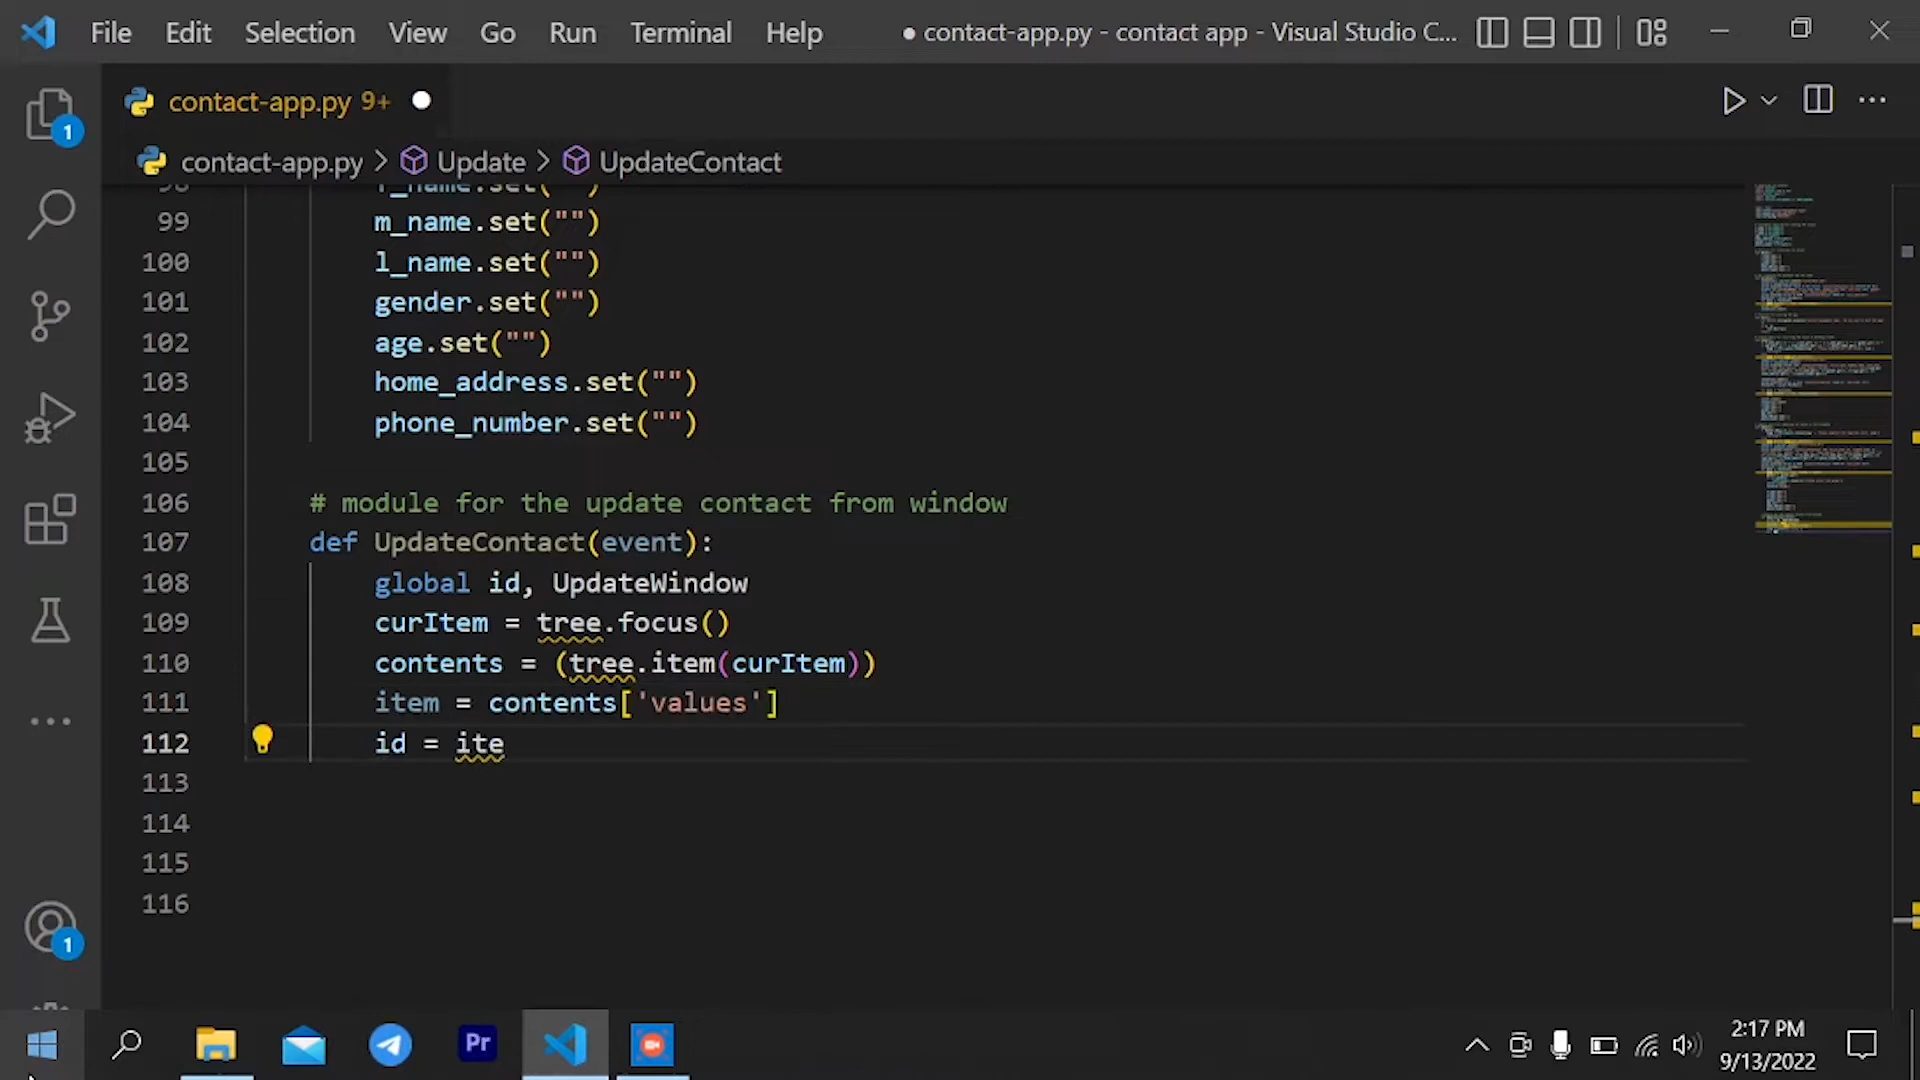 File Edit Selection View Go Run Terminal Help ● contact-app.py - contact app - Visual Studio C...
contact-app.py 9+
contact-app.py > Update > UpdateContact
99 m_name.set("")
100 l_name.set("")
101 gender.set("")
102 age.set("")
103 home_address.set("")
104 phone_number.set("")
105
106 # module for the update contact from window
107 def UpdateContact(event):
108 global id, UpdateWindow
109 curItem = tree.focus()
110 contents = (tree.item(curItem))
111 item = contents['values']
112 id = ite
113
114
115
116
1
1
Pr
2:17 PM
9/13/2022